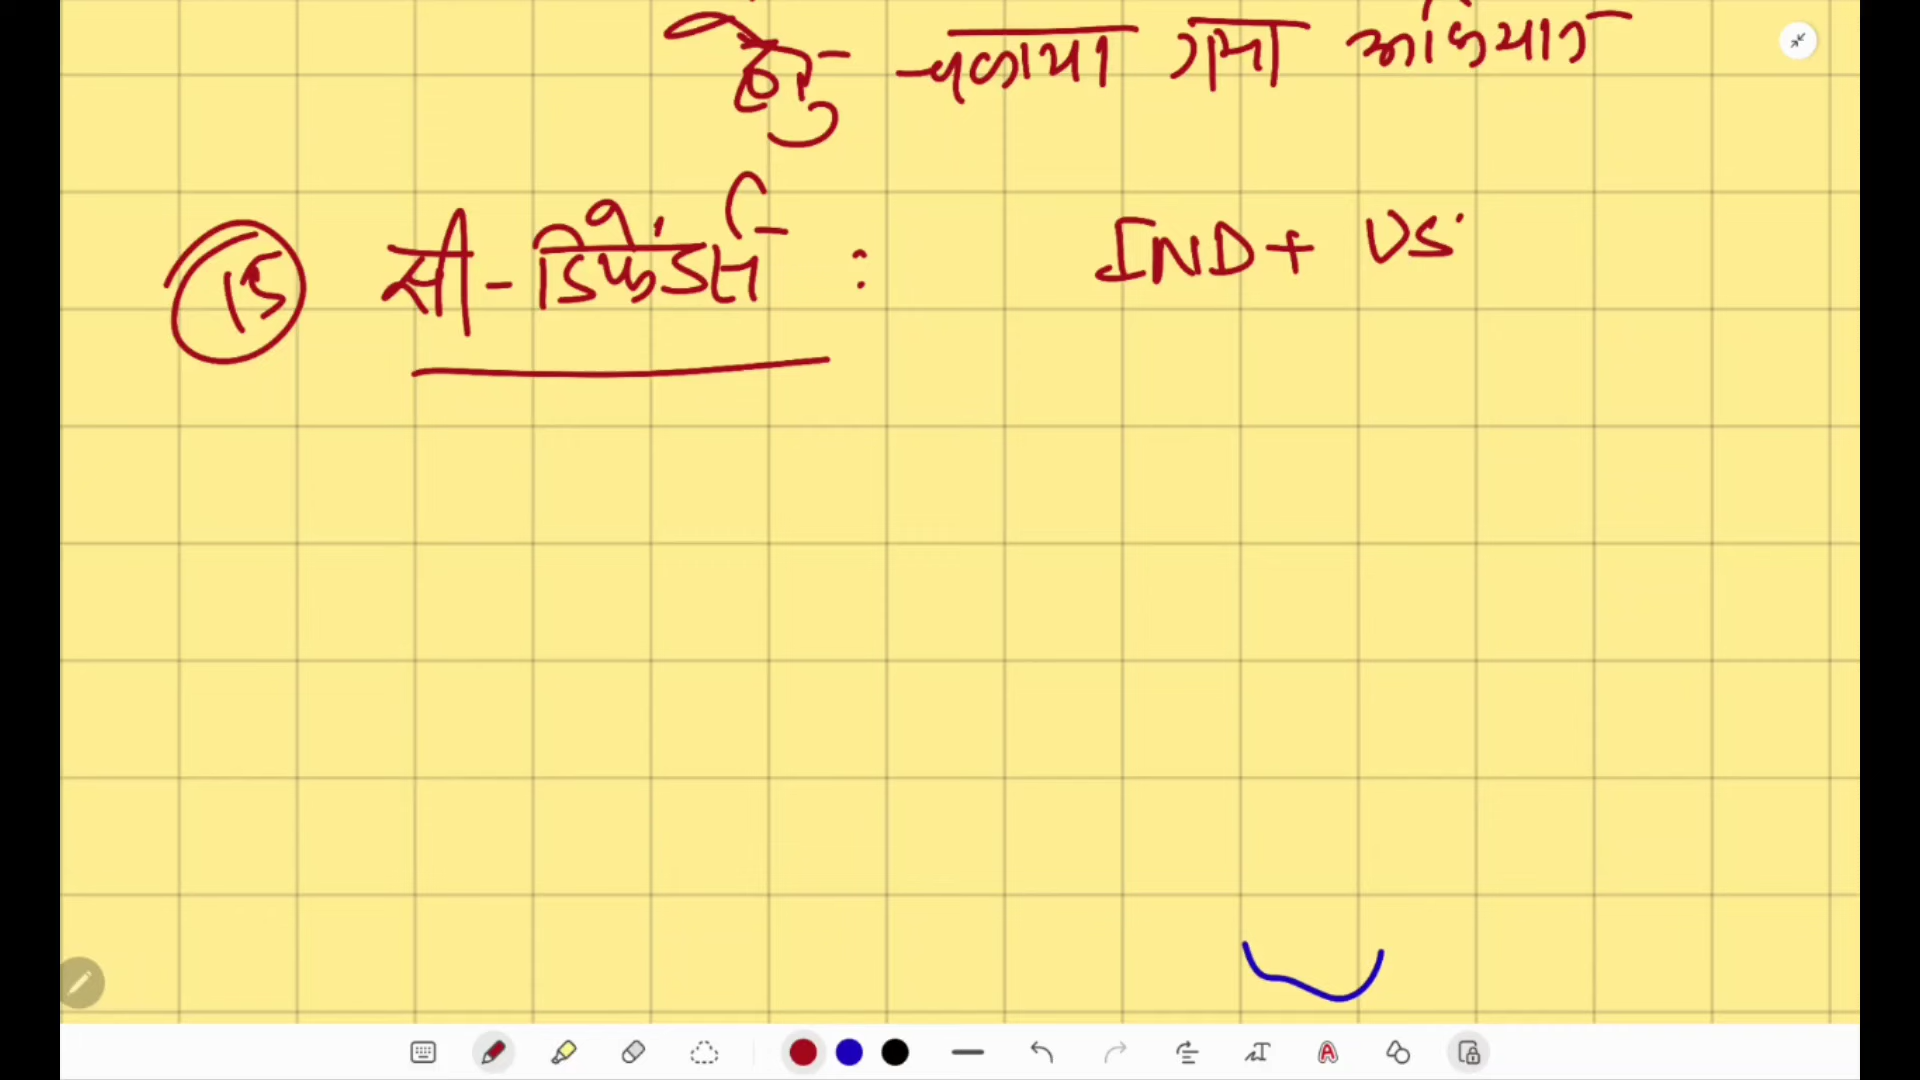 हेतु चलाया गया अभियान
15 सी-डिफेंडर्स : IND + US